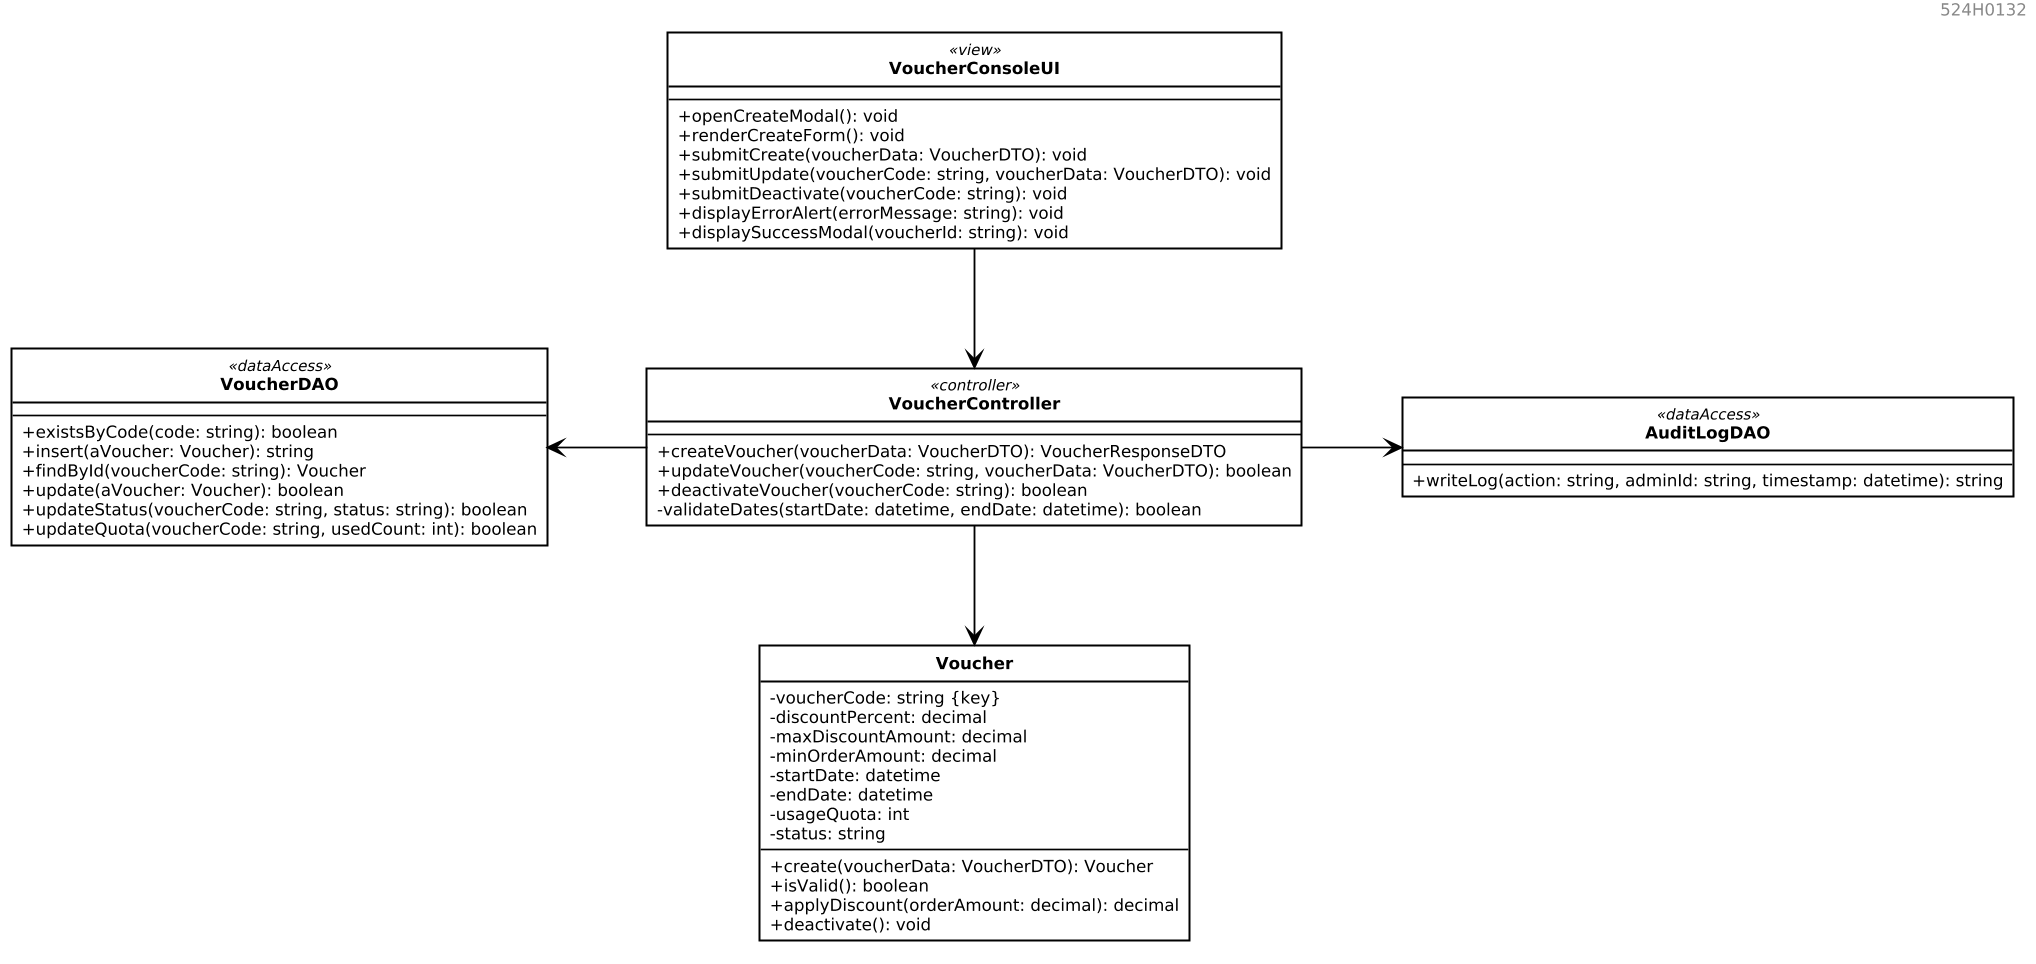 524H0132
«view»
VoucherConsoleUI
+openCreateModal(): void
+renderCreateForm(): void
+submitCreate(voucherData: VoucherDTO): void
+submitUpdate(voucherCode: string, voucherData: VoucherDTO): void
+submitDeactivate(voucherCode: string): void
+displayErrorAlert(errorMessage: string): void
+displaySuccessModal(voucherId: string): void
«dataAccess»
VoucherDAO
+existsByCode(code: string): boolean
+insert(aVoucher: Voucher): string
+findById(voucherCode: string): Voucher
+update(aVoucher: Voucher): boolean
+updateStatus(voucherCode: string, status: string): boolean
+updateQuota(voucherCode: string, usedCount: int): boolean
«controller»
VoucherController
+createVoucher(voucherData: VoucherDTO): VoucherResponseDTO
+updateVoucher(voucherCode: string, voucherData: VoucherDTO): boolean
+deactivateVoucher(voucherCode: string): boolean
-validateDates(startDate: datetime, endDate: datetime): boolean
«dataAccess»
AuditLogDAO
+writeLog(action: string, adminId: string, timestamp: datetime): string
Voucher
-voucherCode: string {key}
-discountPercent: decimal
-maxDiscountAmount: decimal
-minOrderAmount: decimal
-startDate: datetime
-endDate: datetime
-usageQuota: int
-status: string
+create(voucherData: VoucherDTO): Voucher
+isValid(): boolean
+applyDiscount(orderAmount: decimal): decimal
+deactivate(): void